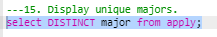 ---15. Display unique majors.
select DISTINCT major from apply;